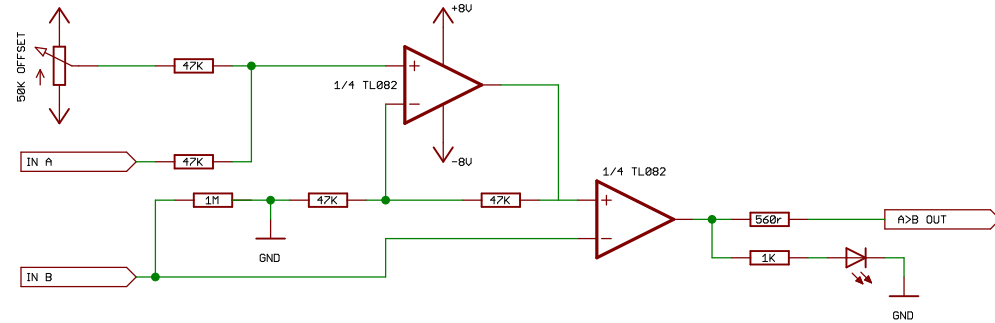 +8V
50K OFFSET
47K
1/4 TL082
-8V
IN A
47K
1/4 TL082
1M
47K
47K
560r
A>B OUT
GND
1K
IN B
GND